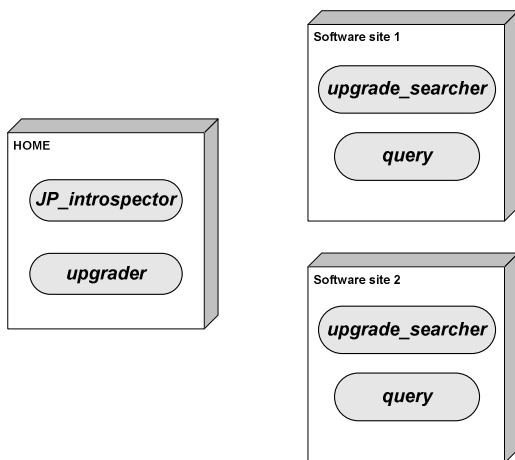 HOME
JP_introspector
upgrader
Software site 1
upgrade_searcher
query
Software site 2
upgrade_searcher
query